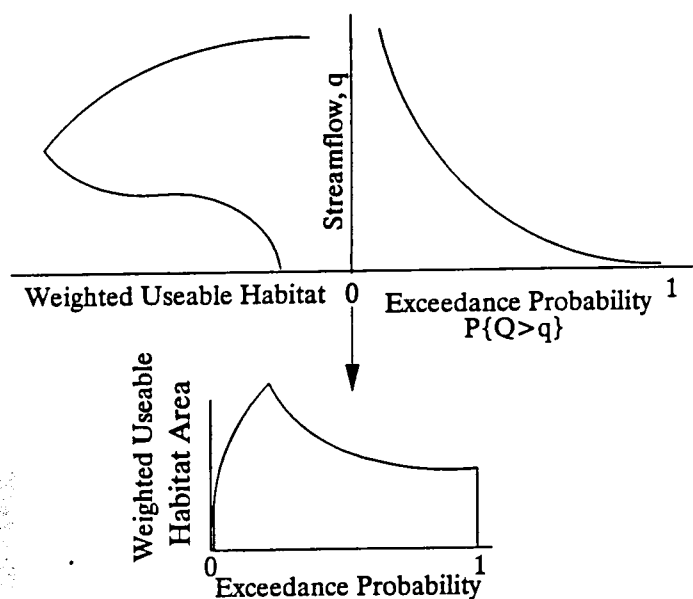 Streamflow, q
Weighted Useable Habitat
0
Exceedance Probability
1
P{Q>q}
Weighted Useable
Habitat Area
0
1
Exceedance Probability